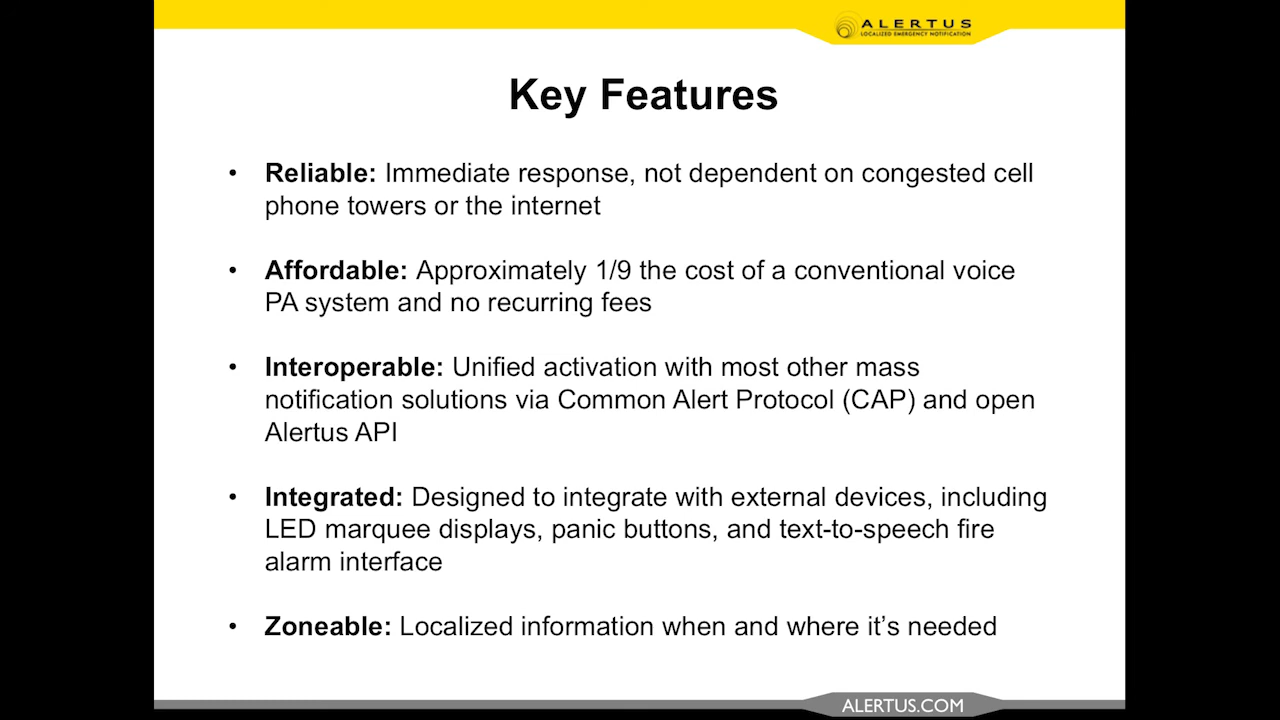 ALERTUS
LOCALIZED EMERGENCY NOTIFICATION
Key Features
• Reliable: Immediate response, not dependent on congested cell
phone towers or the internet
• Affordable: Approximately 1/9 the cost of a conventional voice
PA system and no recurring fees
• Interoperable: Unified activation with most other mass
notification solutions via Common Alert Protocol (CAP) and open
Alertus API
• Integrated: Designed to integrate with external devices, including
LED marquee displays, panic buttons, and text-to-speech fire
alarm interface
• Zoneable: Localized information when and where it’s needed
ALERTUS.COM